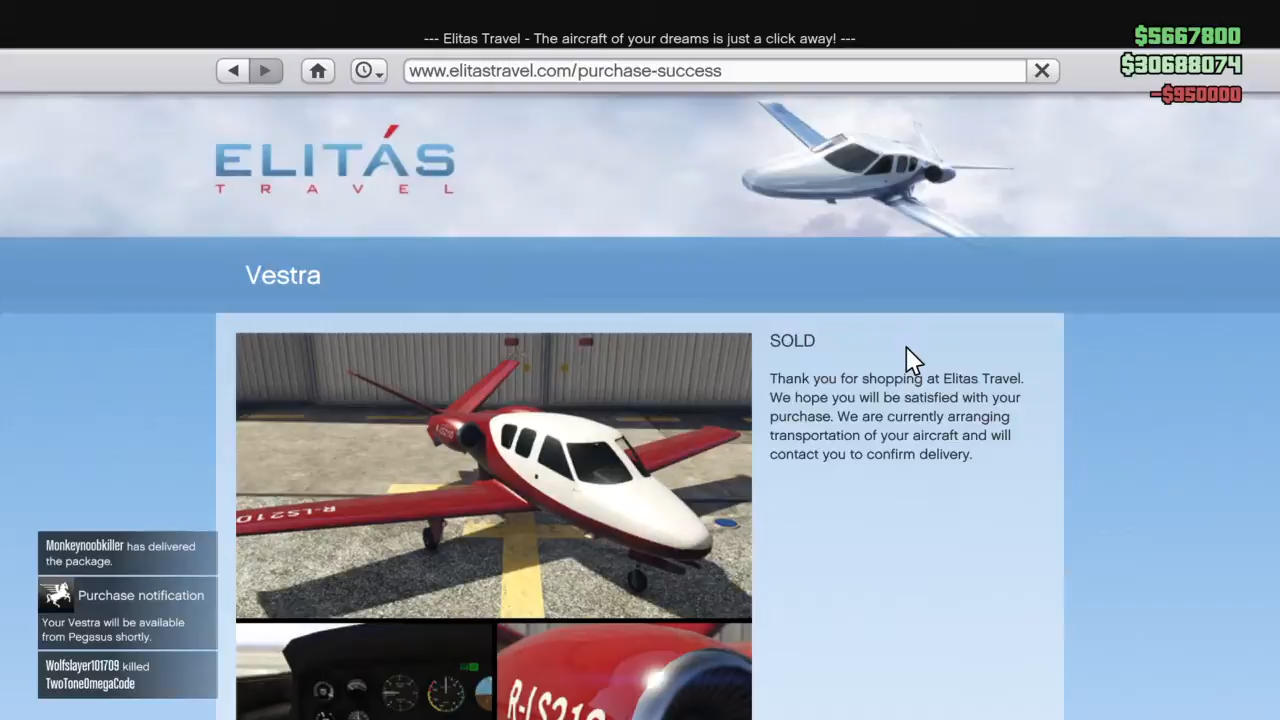 --- Elitas Travel - The aircraft of your dreams is just a click away! ---
$5667800
www.elitastravel.com/purchase-success
$30688074
-$950000
ELITÁS
TRAVEL
Vestra
SOLD
Thank you for shopping at Elitas Travel.
We hope you will be satisfied with your
purchase. We are currently arranging
transportation of your aircraft and will
contact you to confirm delivery.
R-LS210
Monkeynoobkiller has delivered
the package.
Purchase notification
Your Vestra will be available
from Pegasus shortly.
Wolfslayer101709 killed
TwoToneOmegaCode
R-LS210